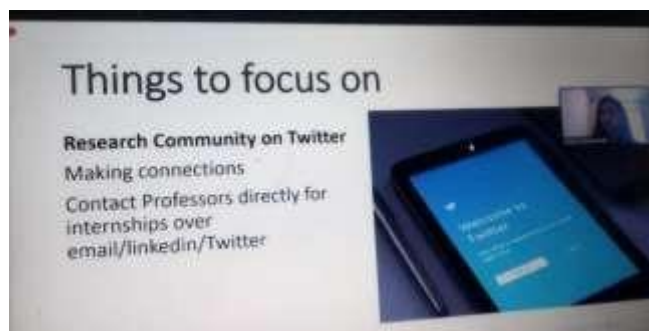 Things to focus on
Research Community on Twitter
Making connections
Contact Professors directly for
internships over
email/linkedin/Twitter
Welcome to
Twitter